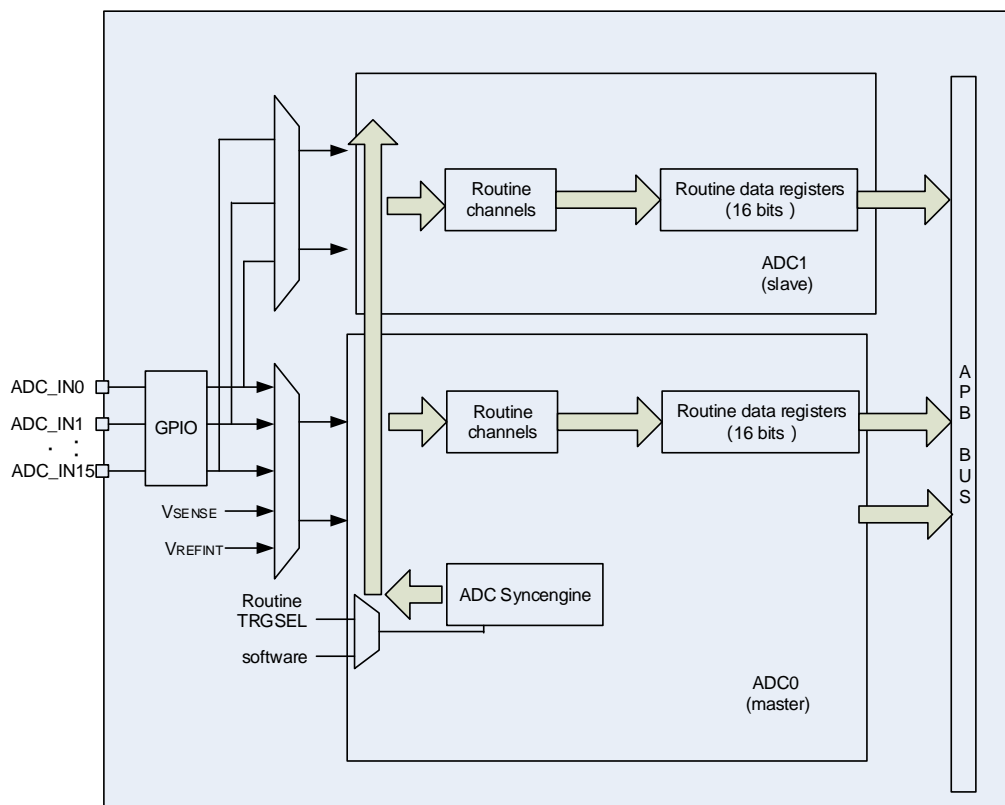 Routine
channels
Routine data registers
(16 bits )
ADC1
(slave)
ADC_IN0
ADC_IN1
.
.
.
.
ADC_IN15
GPIO
VSENSE
VREFINT
Routine
channels
Routine data registers
(16 bits )
Routine
TRGSEL
software
ADC Syncengine
ADC0
(master)
A
P
B
B
U
S